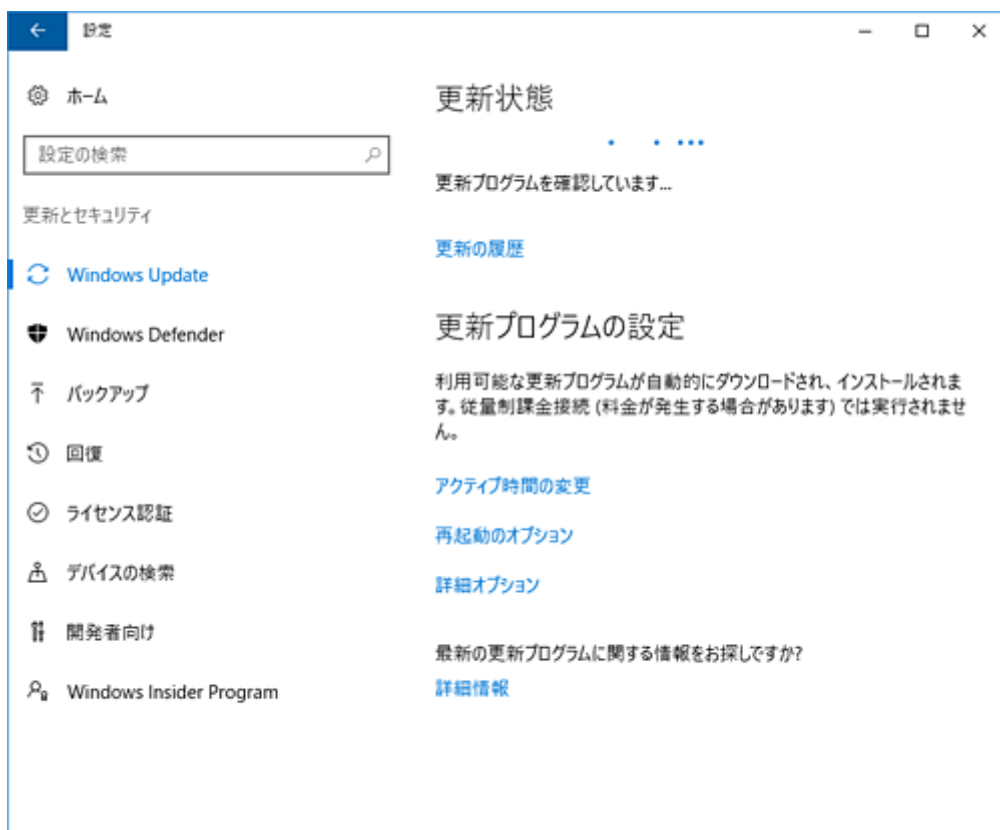 設定
ホーム
設定の検索
更新とセキュリティ
Windows Update
Windows Defender
バックアップ
回復
ライセンス認証
デバイスの検索
開発者向け
Windows Insider Program
更新状態
更新プログラムを確認しています...
更新の履歴
更新プログラムの設定
利用可能な更新プログラムが自動的にダウンロードされ、インストールされま
す。従量制課金接続 (料金が発生する場合があります) では実行されませ
ん。
アクティブ時間の変更
再起動のオプション
詳細オプション
最新の更新プログラムに関する情報をお探しですか?
詳細情報